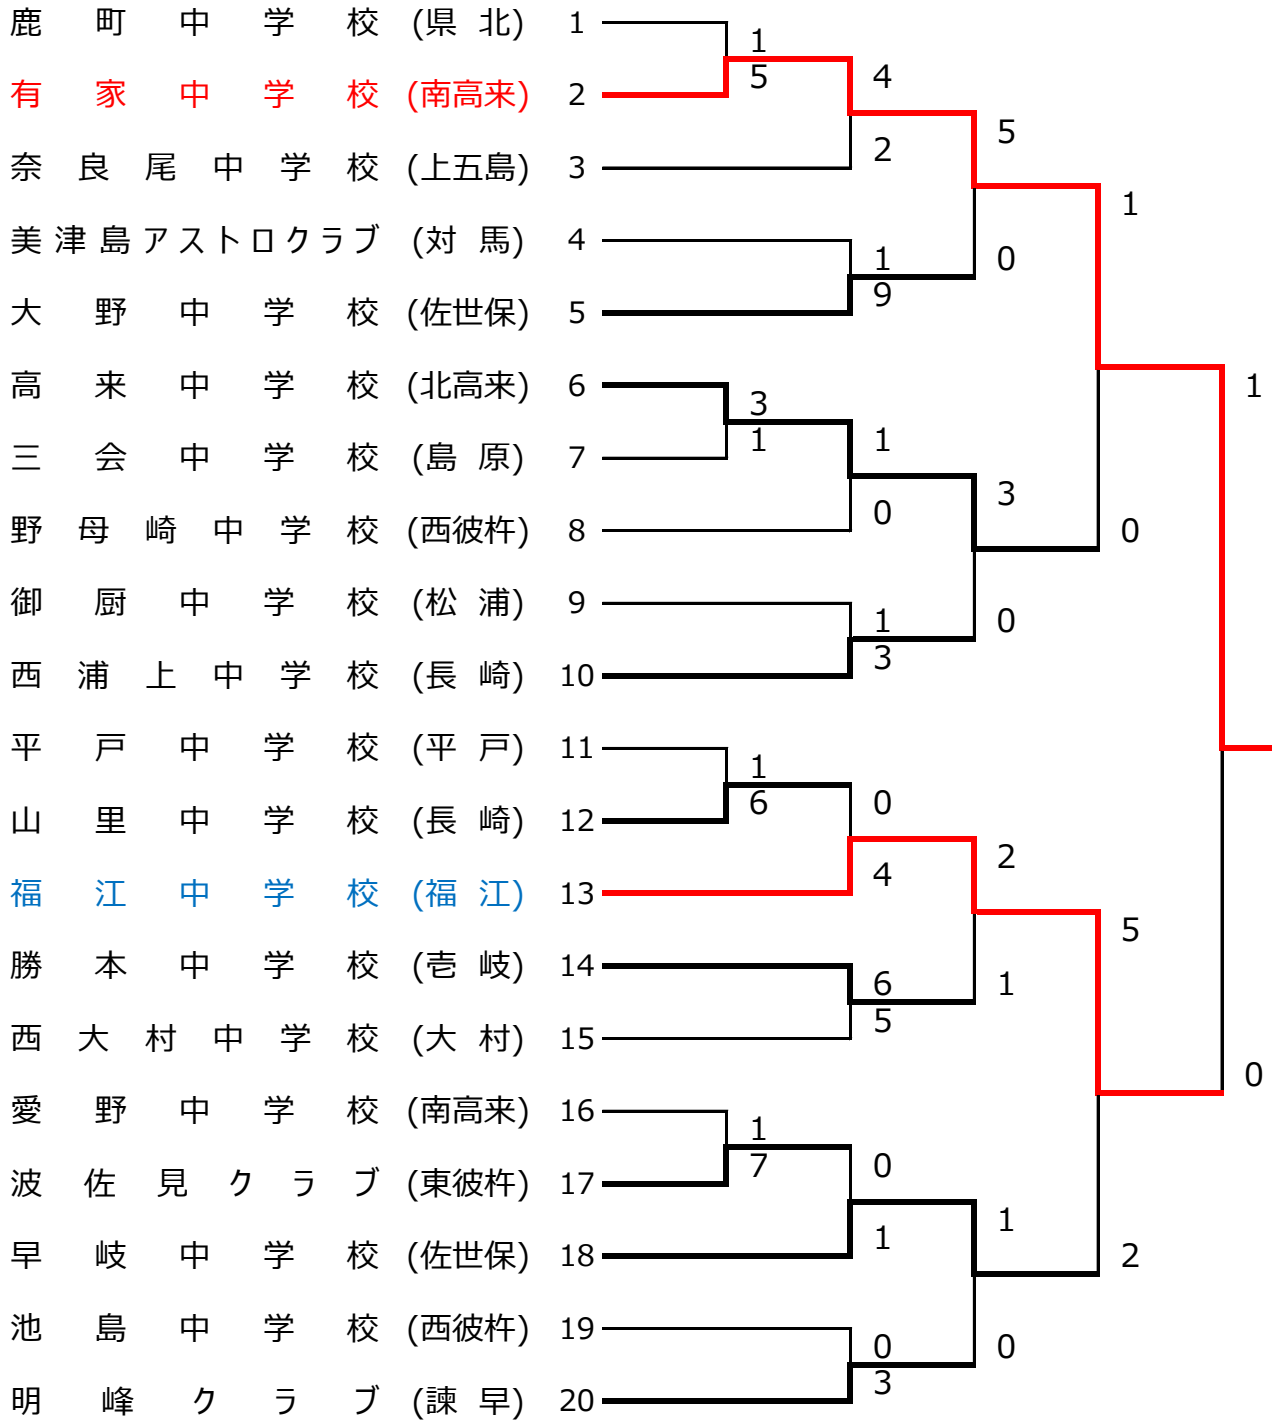 鹿町中学校 (県北) 1
1
有家中学校 (南高来) 2
5
4
5
奈良尾中学校 (上五島) 3
2
1
美津島アストロクラブ (対馬) 4
1
0
大野中学校 (佐世保) 5
9
高来中学校 (北高来) 6
3
1
三会中学校 (島原) 7
1
1
3
野母崎中学校 (西彼杵) 8
0
0
御厨中学校 (松浦) 9
1
0
西浦上中学校 (長崎) 10
3
平戸中学校 (平戸) 11
1
山里中学校 (長崎) 12
6
0
2
福江中学校 (福江) 13
4
5
勝本中学校 (壱岐) 14
6
1
西大村中学校 (大村) 15
5
0
愛野中学校 (南高来) 16
1
波佐見クラブ (東彼杵) 17
7
0
1
早岐中学校 (佐世保) 18
1
2
池島中学校 (西彼杵) 19
0
0
明峰クラブ (諫早) 20
3